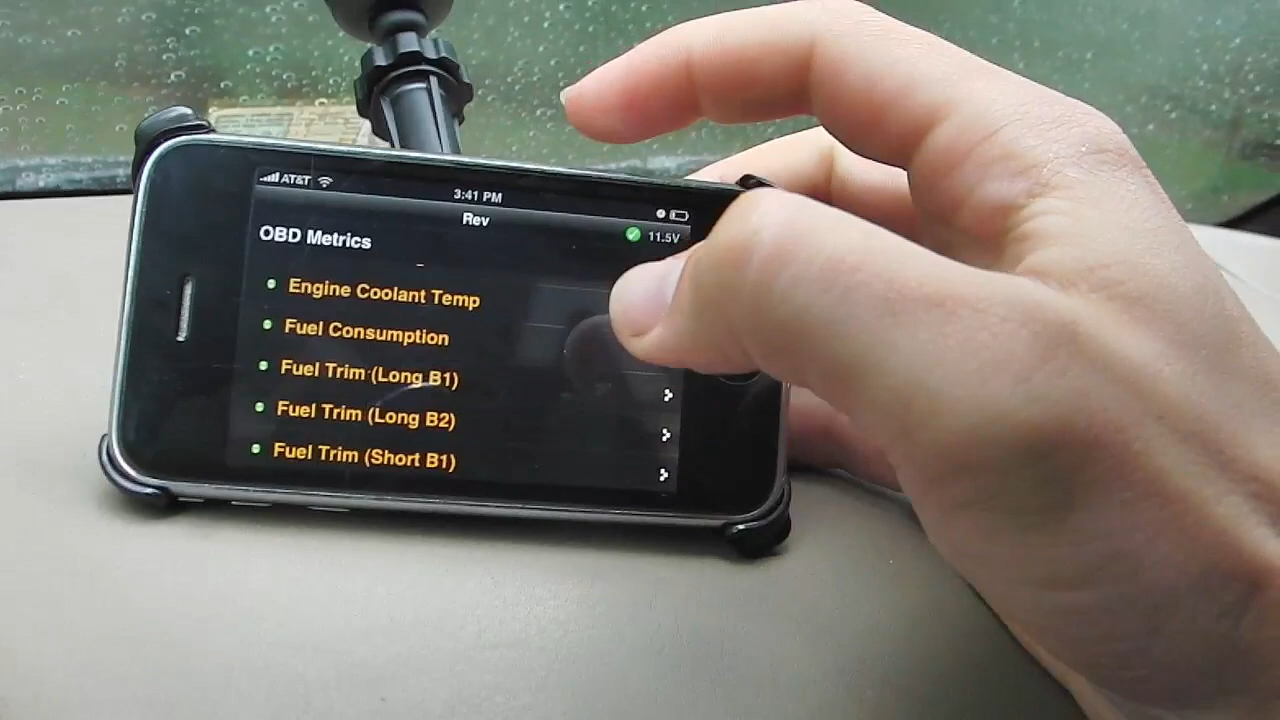 AT&T
3:41 PM
Rev
11.5V
OBD Metrics
Engine Coolant Temp
Fuel Consumption
Fuel Trim (Long B1)
Fuel Trim (Long B2)
Fuel Trim (Short B1)